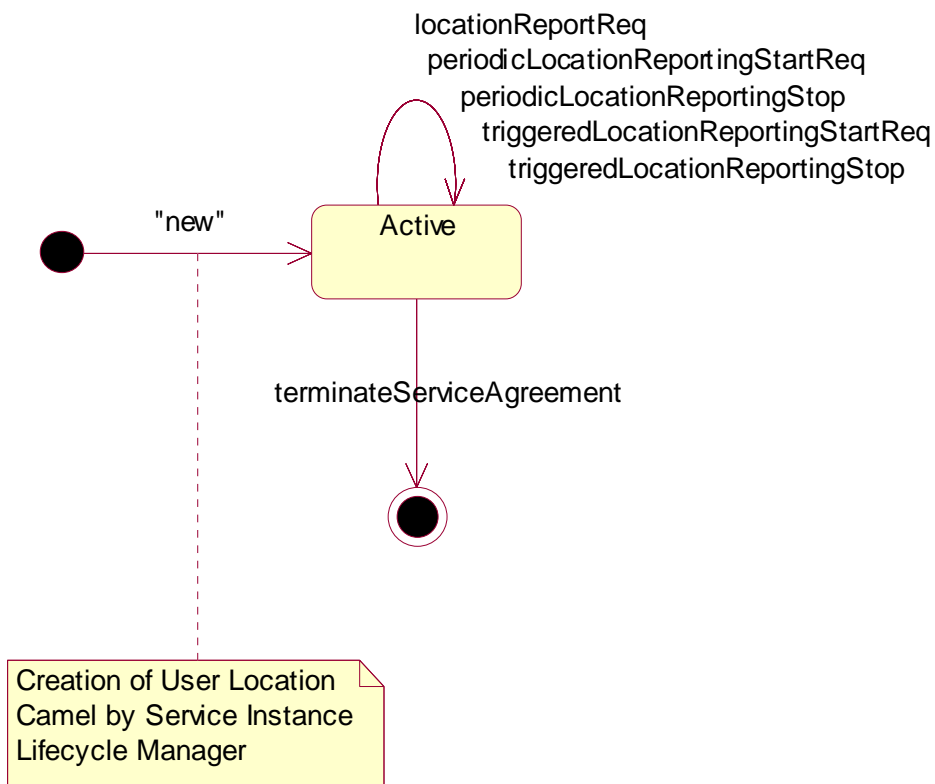 locationReportReq
periodicLocationReportingStartReq
periodicLocationReportingStop
triggeredLocationReportingStartReq
triggeredLocationReportingStop
"new"
Active
terminateServiceAgreement
Creation of User Location
Camel by Service Instance
Lifecycle Manager